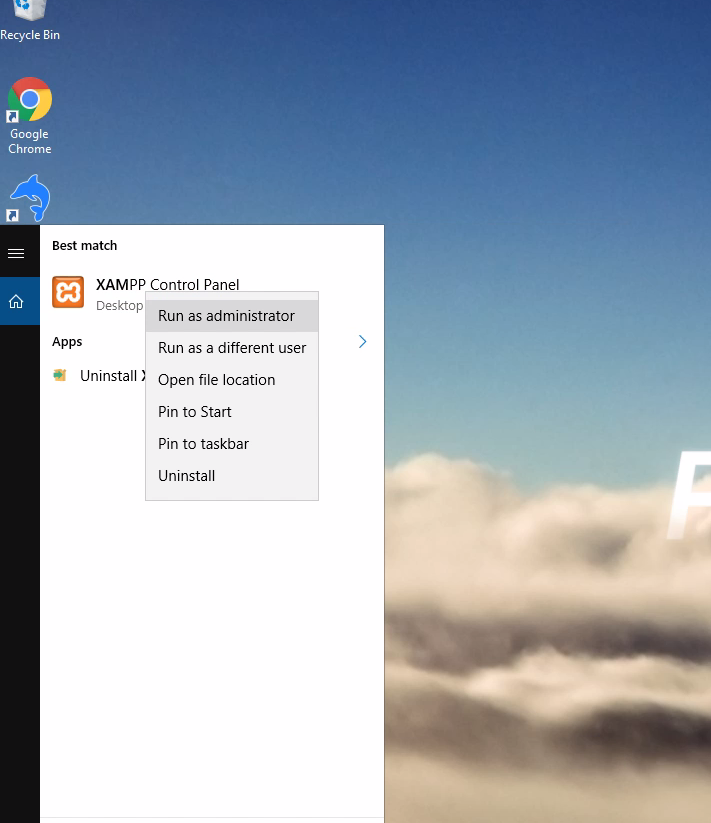 Recycle Bin
Google
Chrome
Best match
XAMPP Control Panel
Desktop
Run as administrator
Apps
Run as a different user
Uninstall
Open file location
Pin to Start
Pin to taskbar
Uninstall